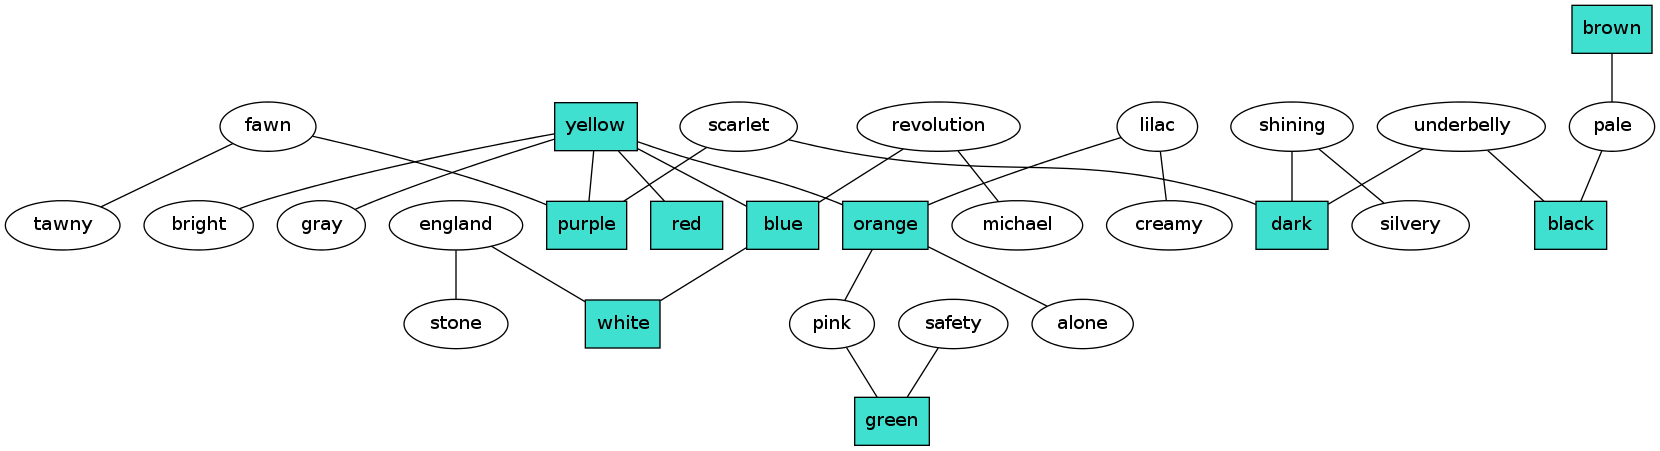 brown
fawn
yellow
scarlet
revolution
lilac
shining
underbelly
pale
tawny
bright
gray
england
purple
red
blue
orange
michael
creamy
dark
silvery
black
stone
white
pink
safety
alone
green